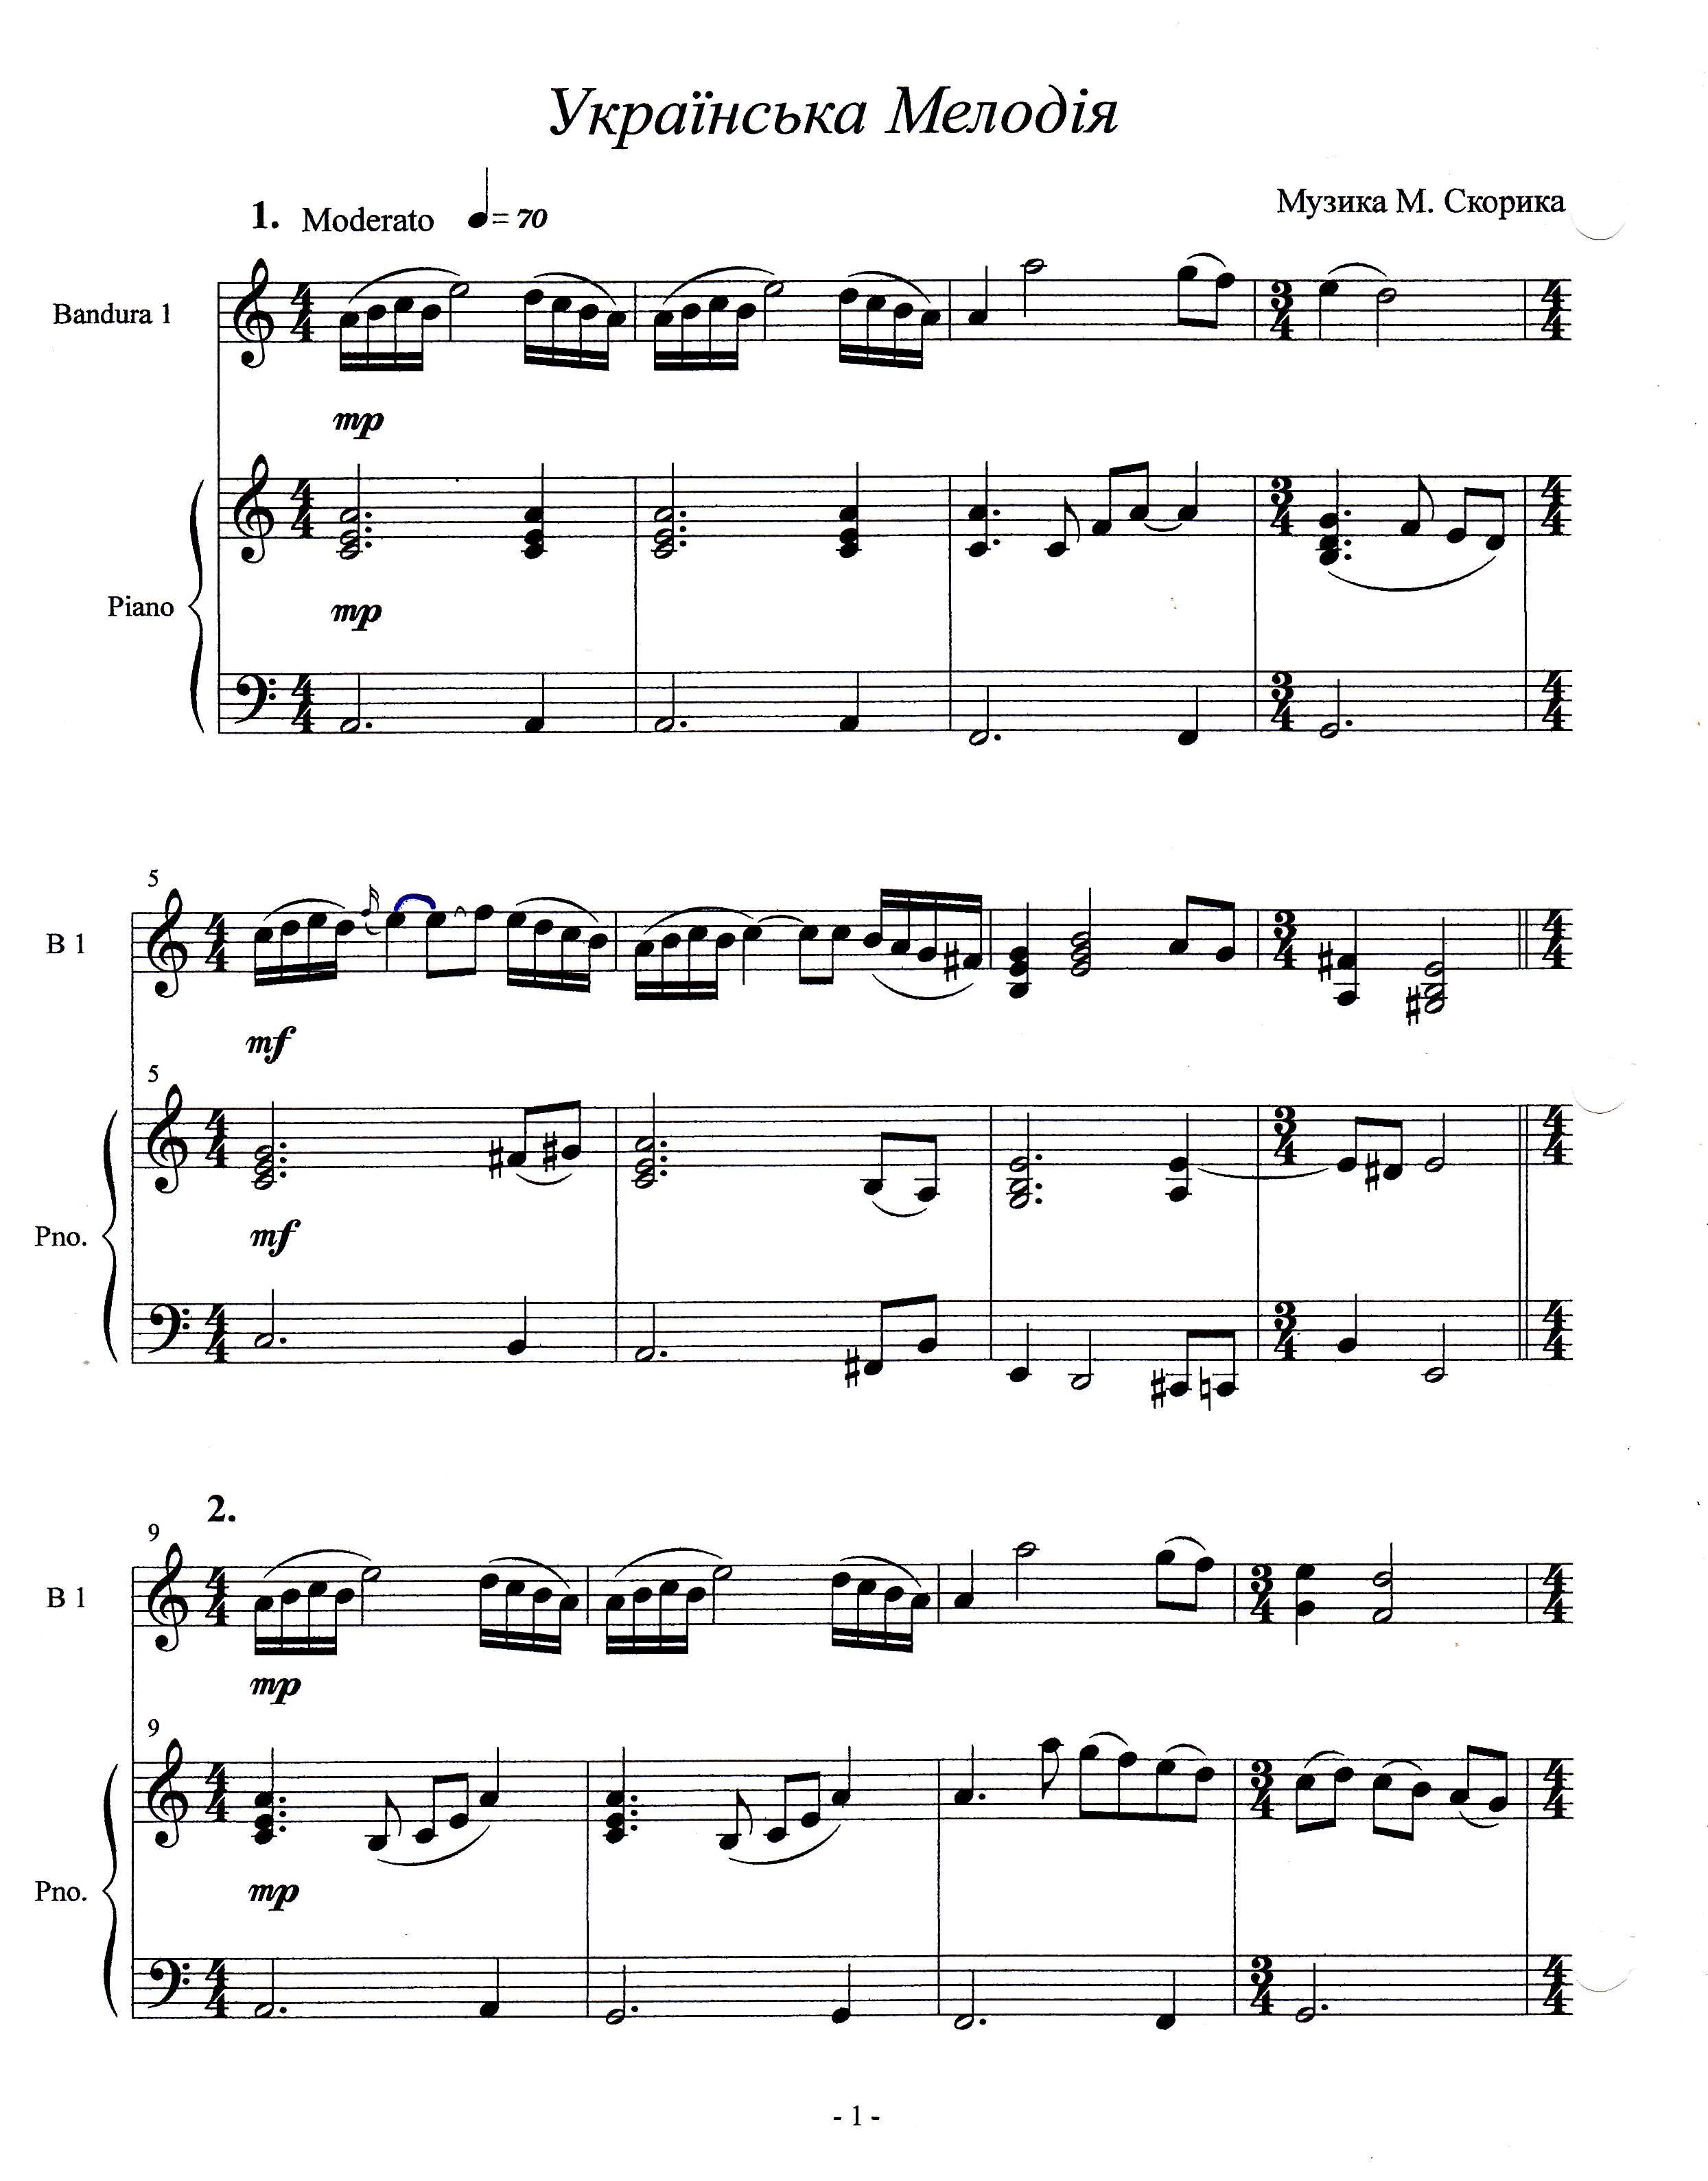 Українська Мелодія
Музика М. Скорика
1. Moderato ♩= 70
Bandura 1
mp
Piano
mp
5
B 1
mf
5
Pno.
mf
2.
9
B 1
mp
9
Pno.
mp
- 1 -